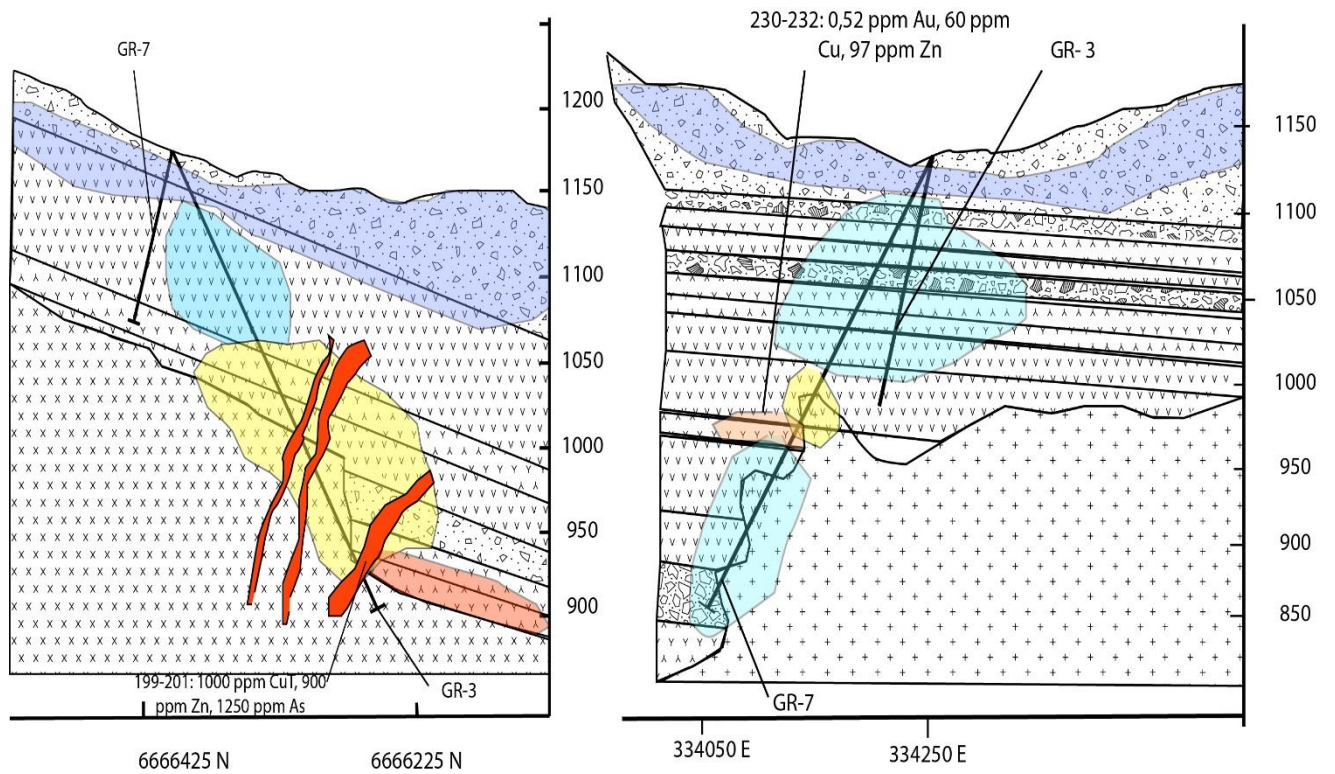 GR-7
1200
1150
1100
1050
1000
950
900
199-201: 1000 ppm CuT, 900
ppm Zn, 1250 ppm As
GR-3
6666425 N
6666225 N
230-232: 0,52 ppm Au, 60 ppm
Cu, 97 ppm Zn
GR- 3
1150
1100
1050
1000
950
900
850
GR-7
334050 E
334250 E